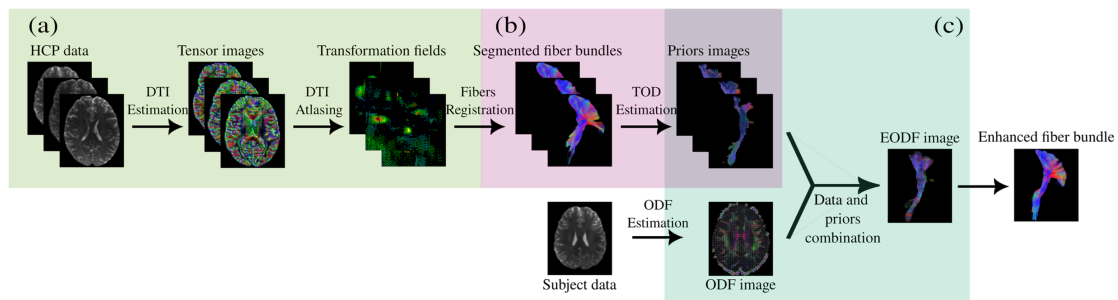 (a)
(b)
(c)
HCP data
Tensor images
Transformation fields
Segmented fiber bundles
Priors images
DTI
Estimation
DTI
Atlasing
Fibers
Registration
TOD
Estimation
EODF image
Enhanced fiber bundle
Data and
priors
combination
ODF
Estimation
Subject data
ODF image